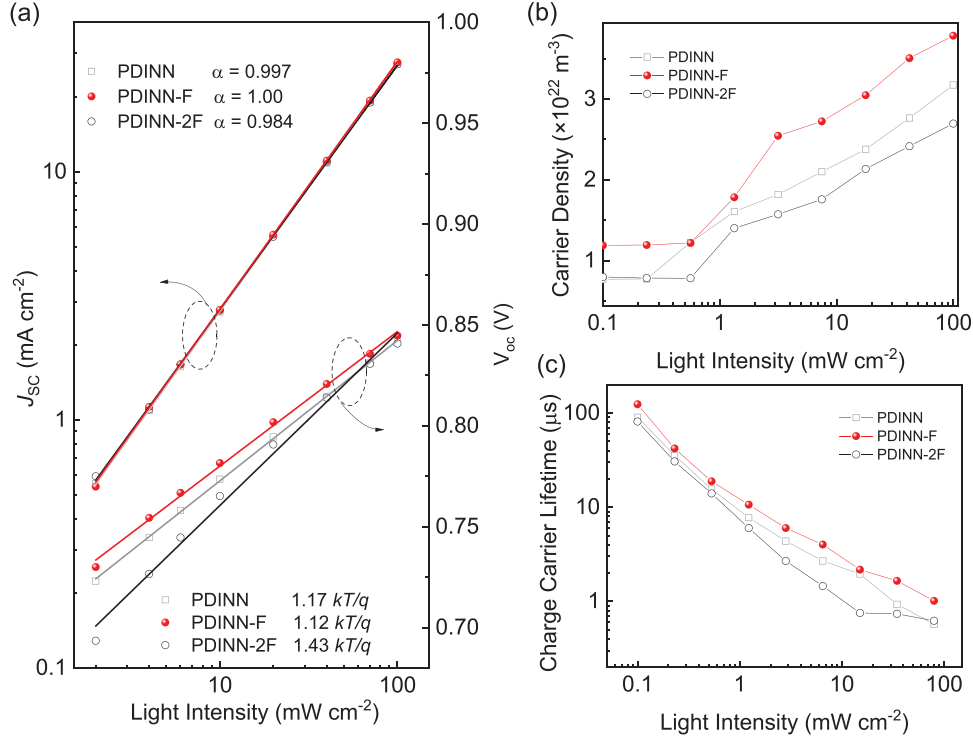 (a)
PDINN α = 0.997
PDINN-F α = 1.00
PDINN-2F α = 0.984
10
1
0.1
J_SC (mA cm⁻²)
1.00
0.95
0.90
0.85
0.80
0.75
0.70
V_oc (V)
PDINN 1.17 kT/q
PDINN-F 1.12 kT/q
PDINN-2F 1.43 kT/q
10
100
Light Intensity (mW cm⁻²)
(b)
PDINN
PDINN-F
PDINN-2F
3
2
1
Carrier Density (×10²² m⁻³)
0.1
1
10
100
Light Intensity (mW cm⁻²)
(c)
PDINN
PDINN-F
PDINN-2F
100
10
1
Charge Carrier Lifetime (µs)
0.1
1
10
100
Light Intensity (mW cm⁻²)